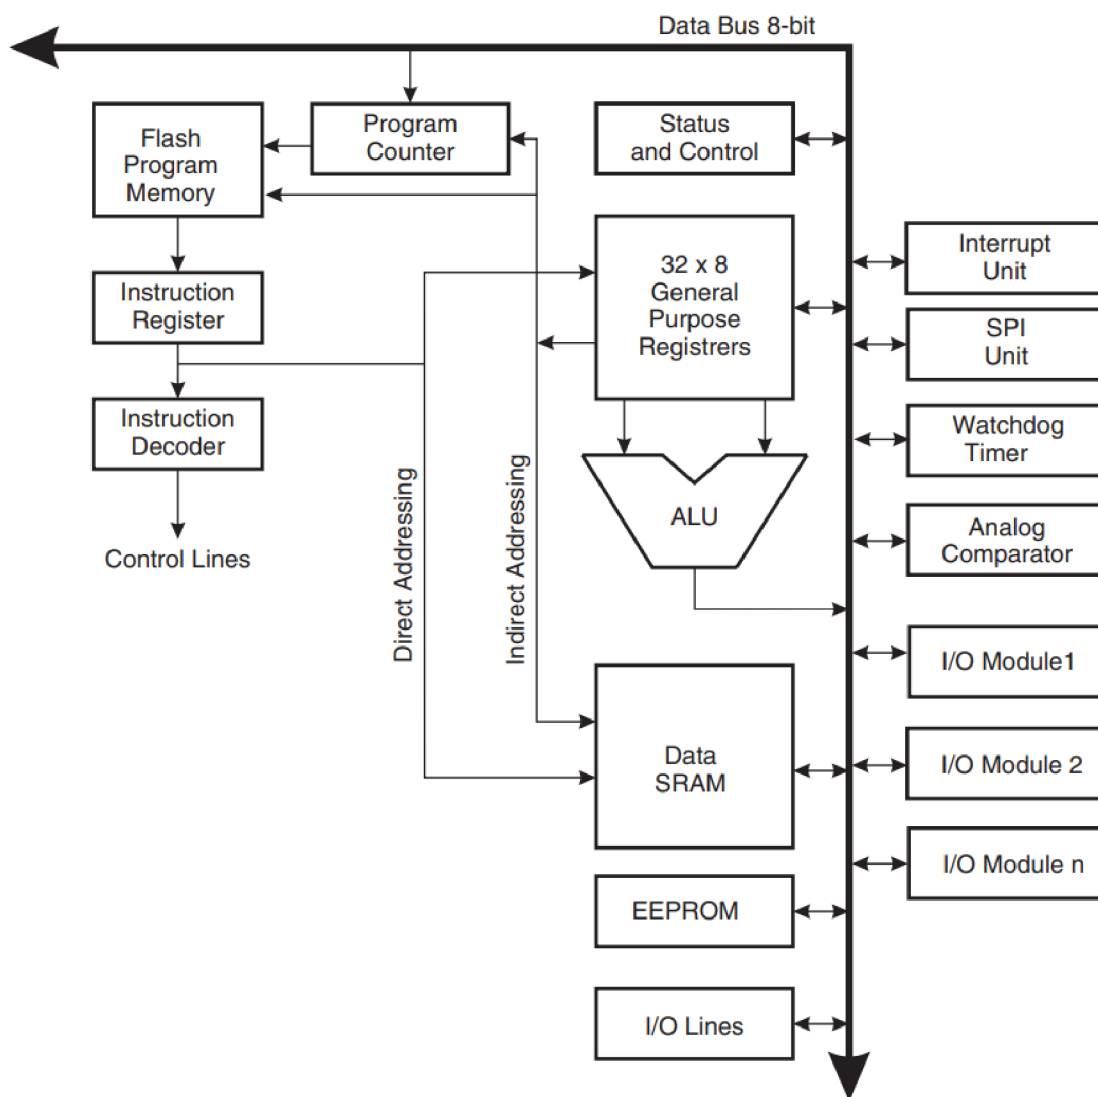 Data Bus 8-bit
Flash
Program
Memory
Program
Counter
Status
and Control
Instruction
Register
32 x 8
General
Purpose
Registrers
Interrupt
Unit
SPI
Unit
Instruction
Decoder
Watchdog
Timer
Control Lines
Direct Addressing
Indirect Addressing
ALU
Analog
Comparator
I/O Module1
Data
SRAM
I/O Module 2
I/O Module n
EEPROM
I/O Lines